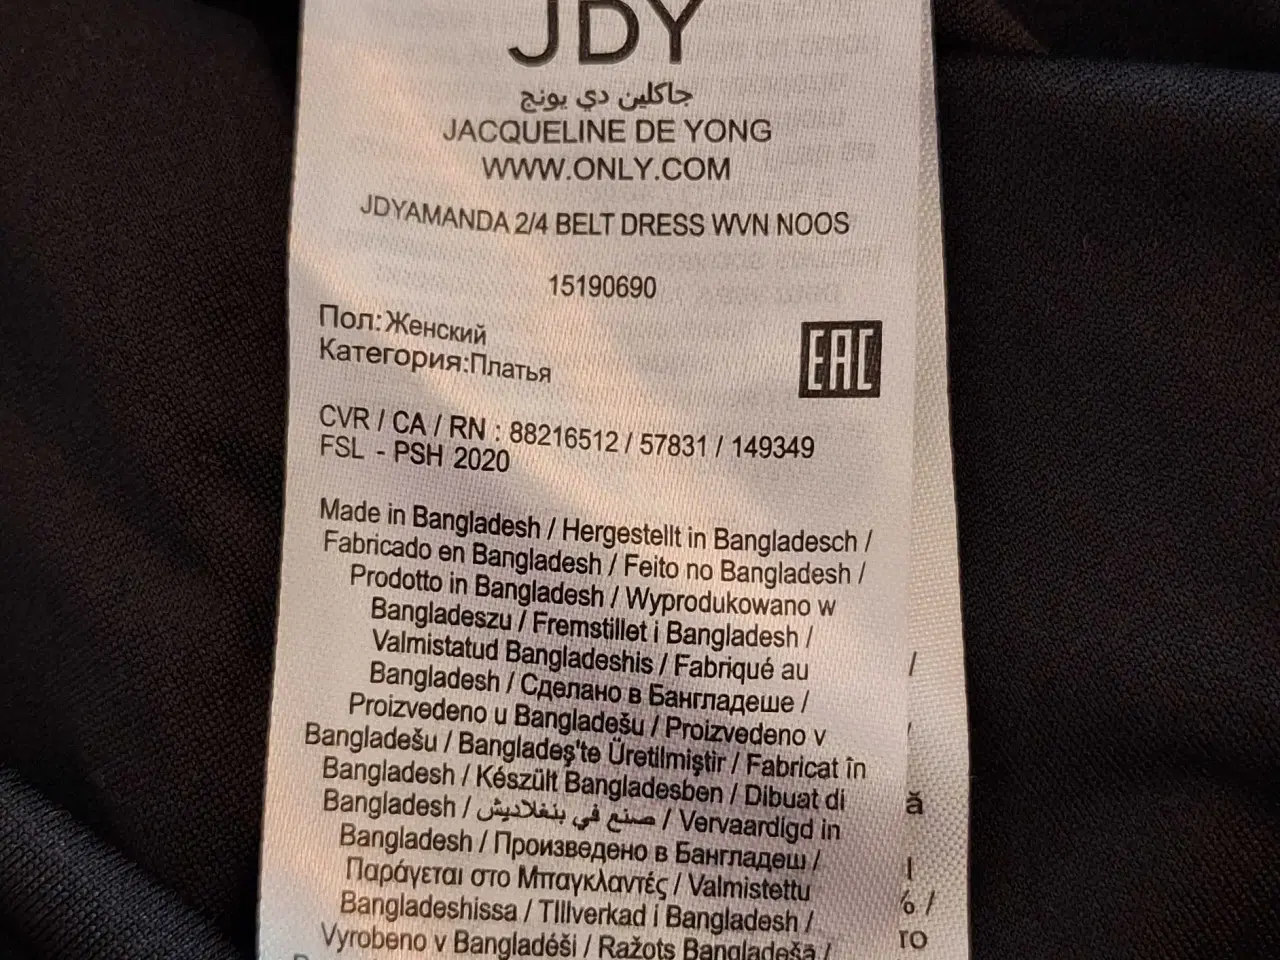 JDY
جاكلين دي يونج
JACQUELINE DE YONG
WWW.ONLY.COM
JDYAMANDA 2/4 BELT DRESS WVN NOOS
15190690
Пол:Женский
Категория:Платья
EAC
CVR / CA / RN : 88216512 / 57831 / 149349
FSL - PSH 2020
Made in Bangladesh / Hergestellt in Bangladesch /
Fabricado en Bangladesh / Feito no Bangladesh /
Prodotto in Bangladesh / Wyprodukowano w
Bangladeszu / Fremstillet i Bangladesh /
Valmistatud Bangladeshis / Fabriqué au
Bangladesh / Сделано в Бангладеше /
Proizvedeno u Bangladešu / Proizvedeno v
Bangladešu / Bangladeş'te Üretilmiştir / Fabricat în
Bangladesh / Készült Bangladesben / Dibuat di
Bangladesh / صنع في بنغلاديش / Vervaardigd in
Bangladesh / Произведено в Бангладеш /
Παράγεται στο Μπαγκλαντές / Valmistettu
Bangladeshissa / TIllverkad i Bangladesh /
Vyrobeno v Bangladéši / Ražots Bangladešā /
/
ă
% /
ro